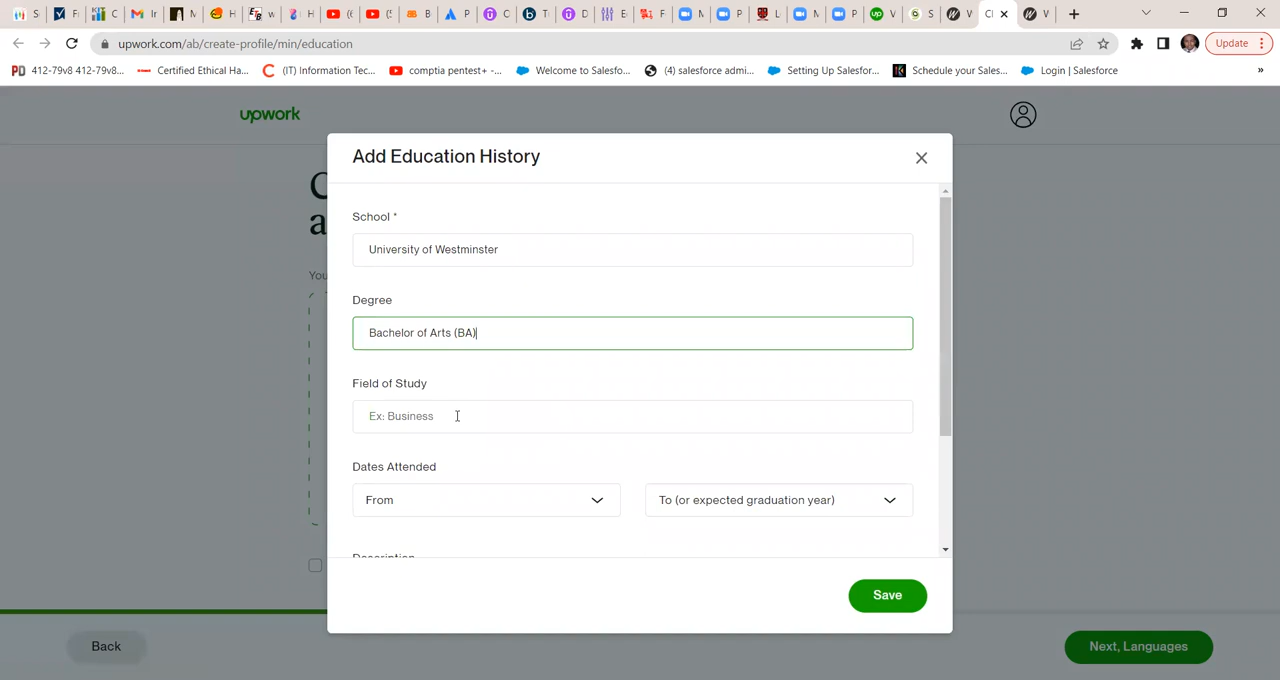 upwork.com/ab/create-profile/min/education
Update
412-79v8 412-79v8...
Certified Ethical Ha...
(IT) Information Tec...
comptia pentest+ -...
Welcome to Salesfo...
(4) salesforce admi...
Setting Up Salesfor...
Schedule your Sales...
Login | Salesforce
»
upwork
Add Education History
School *
University of Westminster
You
Degree
Bachelor of Arts (BA)
Field of Study
Ex: Business
Dates Attended
From
To (or expected graduation year)
Description
Save
Back
Next, Languages